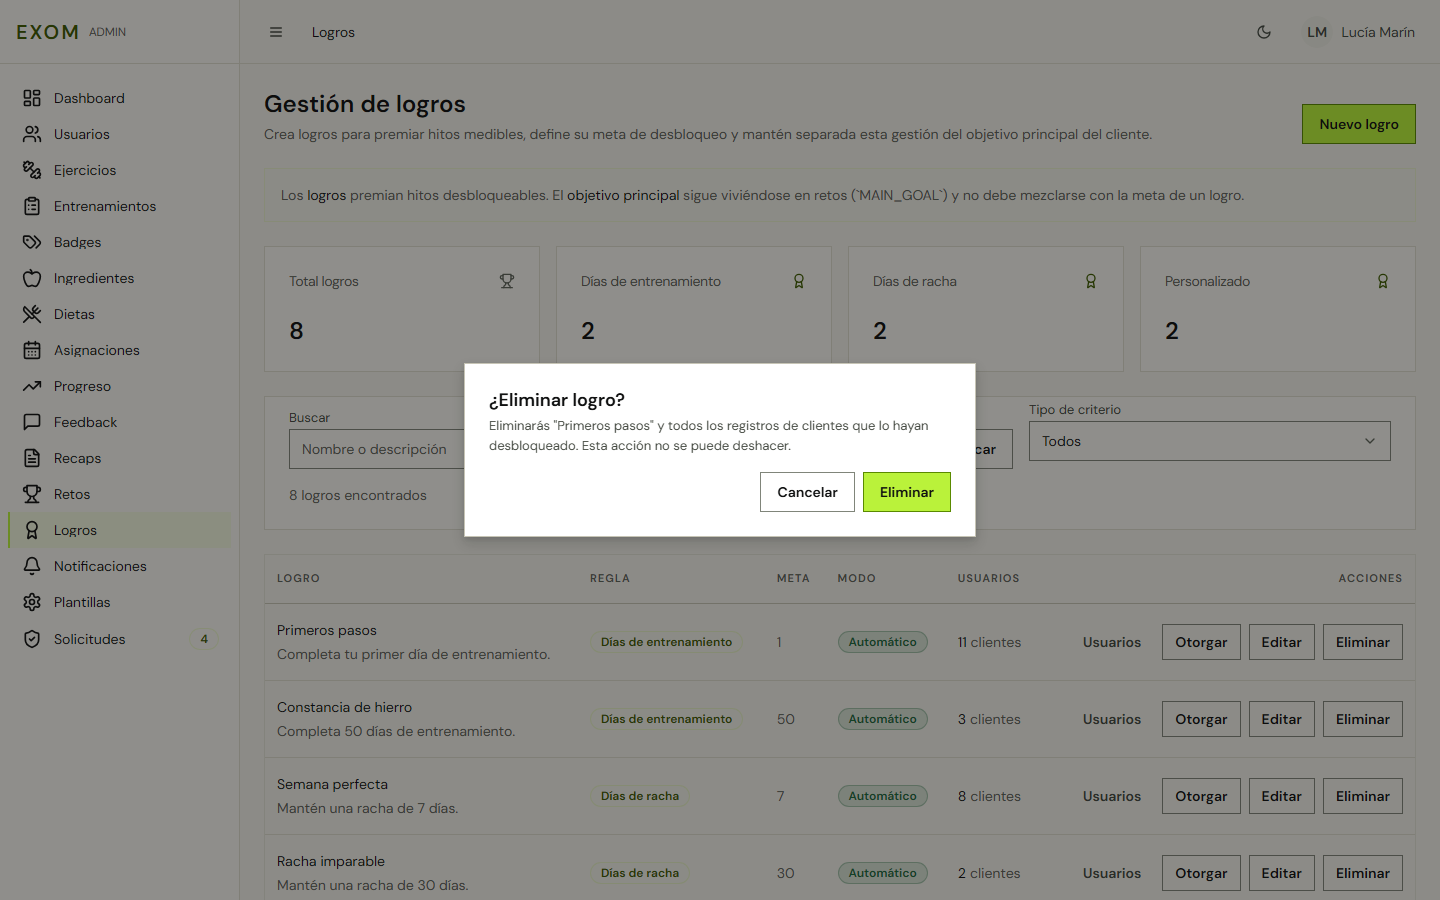 EXOM ADMIN
Logros
LM Lucía Marín
Dashboard
Usuarios
Ejercicios
Entrenamientos
Badges
Ingredientes
Dietas
Asignaciones
Progreso
Feedback
Recaps
Retos
Logros
Notificaciones
Plantillas
Solicitudes 4
Gestión de logros
Crea logros para premiar hitos medibles, define su meta de desbloqueo y mantén separada esta gestión del objetivo principal del cliente.
Nuevo logro
Los logros premian hitos desbloqueables. El objetivo principal sigue viviéndose en retos (`MAIN_GOAL`) y no debe mezclarse con la meta de un logro.
Total logros
8
Días de entrenamiento
2
Días de racha
2
Personalizado
2
Buscar
Nombre o descripción
car
Tipo de criterio
Todos
8 logros encontrados
¿Eliminar logro?
Eliminarás "Primeros pasos" y todos los registros de clientes que lo hayan
desbloqueado. Esta acción no se puede deshacer.
Cancelar Eliminar
LOGRO REGLA META MODO USUARIOS ACCIONES
Primeros pasos
Completa tu primer día de entrenamiento.
Días de entrenamiento 1 Automático 11 clientes Usuarios Otorgar Editar Eliminar
Constancia de hierro
Completa 50 días de entrenamiento.
Días de entrenamiento 50 Automático 3 clientes Usuarios Otorgar Editar Eliminar
Semana perfecta
Mantén una racha de 7 días.
Días de racha 7 Automático 8 clientes Usuarios Otorgar Editar Eliminar
Racha imparable
Mantén una racha de 30 días.
Días de racha 30 Automático 2 clientes Usuarios Otorgar Editar Eliminar